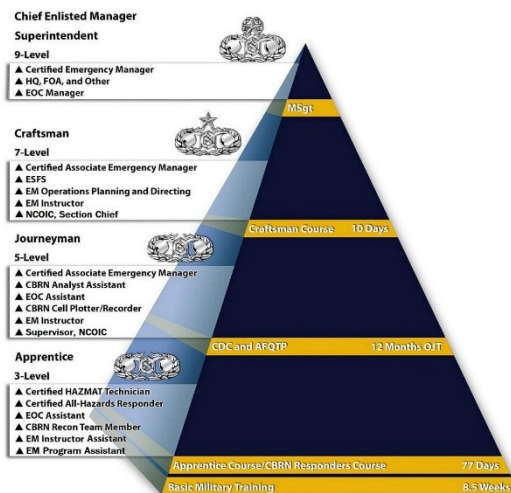 Chief Enlisted Manager
Superintendent
9-Level
▲ Certified Emergency Manager
▲ HQ, FOA, and Other
▲ EOC Manager
MSgt
Craftsman
7-Level
▲ Certified Associate Emergency Manager
▲ ESFS
▲ EM Operations Planning and Directing
▲ EM Instructor
▲ NCOIC, Section Chief
Craftsman Course 10 Days
Journeyman
5-Level
▲ Certified Associate Emergency Manager
▲ CBRN Analyst Assistant
▲ EOC Assistant
▲ CBRN Cell Plotter/Recorder
▲ EM Instructor
▲ Supervisor, NCOIC
CDC and AFQTP 12 Months OJT
Apprentice
3-Level
▲ Certified HAZMAT Technician
▲ Certified All-Hazards Responder
▲ EOC Assistant
▲ CBRN Recon Team Member
▲ EM Instructor Assistant
▲ EM Program Assistant
Apprentice Course/CBRN Responders Course 77 Days
Basic Military Training 8.5 Weeks